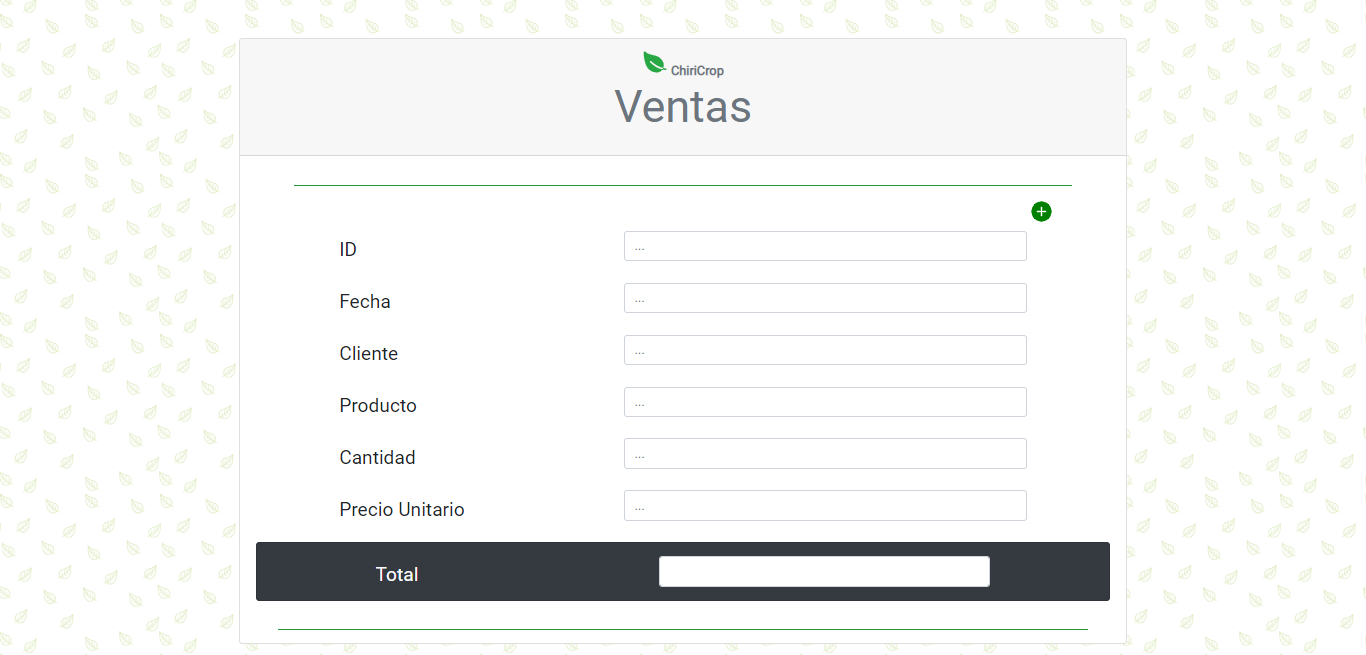 ChiriCrop
Ventas
ID ...
Fecha ...
Cliente ...
Producto ...
Cantidad ...
Precio Unitario ...
Total